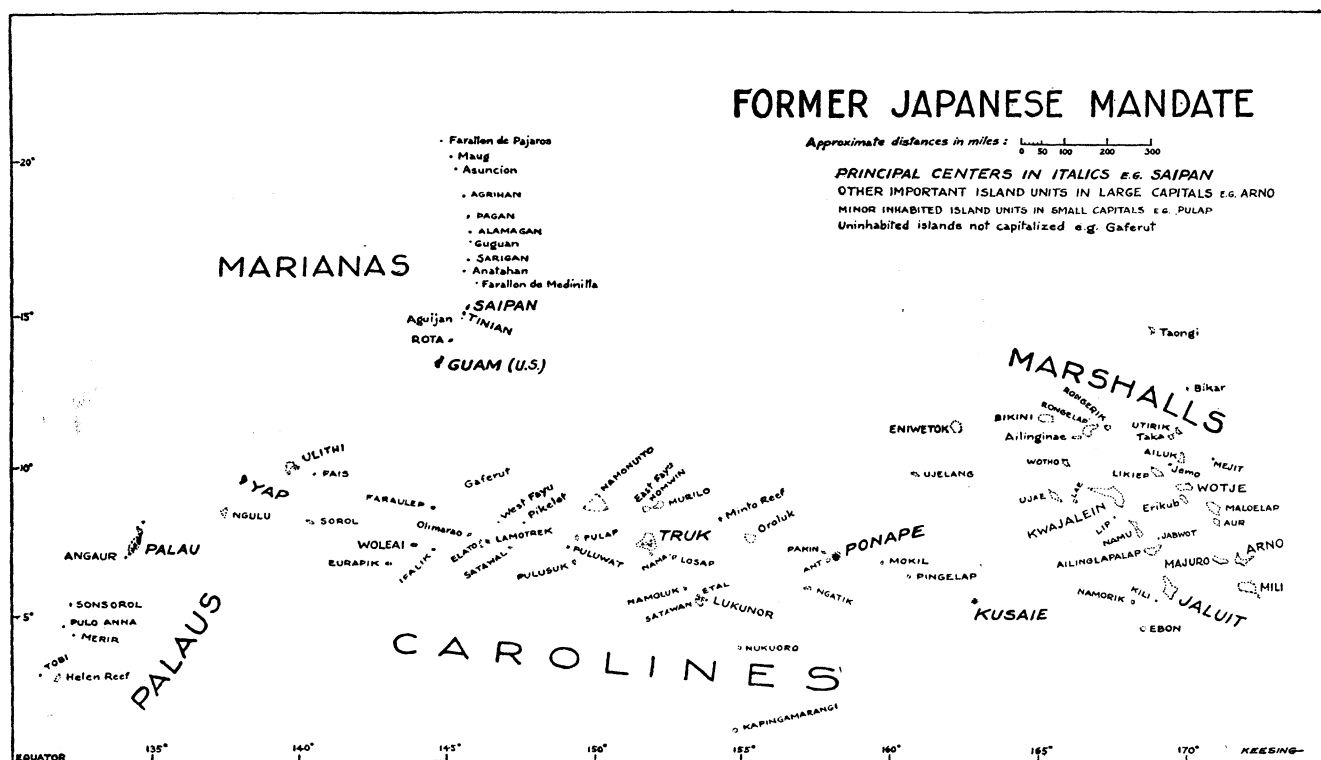 FORMER JAPANESE MANDATE
Approximate distances in miles:
0 50 100 200 300
PRINCIPAL CENTERS IN ITALICS E.G. SAIPAN
OTHER IMPORTANT ISLAND UNITS IN LARGE CAPITALS E.G. ARNO
MINOR INHABITED ISLAND UNITS IN SMALL CAPITALS E.G. PULAP
Uninhabited islands not capitalized e.g. Gaferut
20°
15°
10°
5°
MARIANAS
Farallon de Pajaros
Maug
Asuncion
AGRIHAN
PAGAN
ALAMAGAN
Guguan
SARIGAN
Anatahan
Farallon de Medinilla
SAIPAN
Aguijan
TINIAN
ROTA
GUAM (U.S.)
MARSHALLS
Taongi
Bikar
RONGERIK
RONGELAP
BIKINI
ENIWETOK
Ailinginae
UTIRIK
Taka
AILUK
MEJIT
WOTHO
LIKIEP
Jemo
UJELANG
UJAE
LAE
WOTJE
KWAJALEIN
Erikub
MALOELAP
LIP
AUR
NAMU
JABWOT
AILINGLAPALAP
MAJURO
ARNO
KILI
NAMORIK
JALUIT
MILI
EBON
ULITHI
YAP
FAIS
NGULU
SOROL
ANGAUR
PALAU
PALAUS
SONSOROL
PULO ANNA
MERIR
TOBI
Helen Reef
CAROLINES
Gaferut
FARAULEP
West Fayu
Pikelot
Olimarao
WOLEAI
EURAPIK
IFALIK
ELATO
LAMOTREK
SATAWAL
NAMONUITO
East Fayu
NOMWIN
MURILO
PULAP
PULUWAT
PULUSUK
TRUK
NAMA
LOSAP
Minto Reef
Oroluk
NAMOLUK
ETAL
SATAWAN
LUKUNOR
PAKIN
ANT
PONAPE
MOKIL
PINGELAP
NGATIK
KUSAIE
NUKUORO
KAPINGAMARANGI
EQUATOR
135° 140° 145° 150° 155° 160° 165° 170°
KEESING